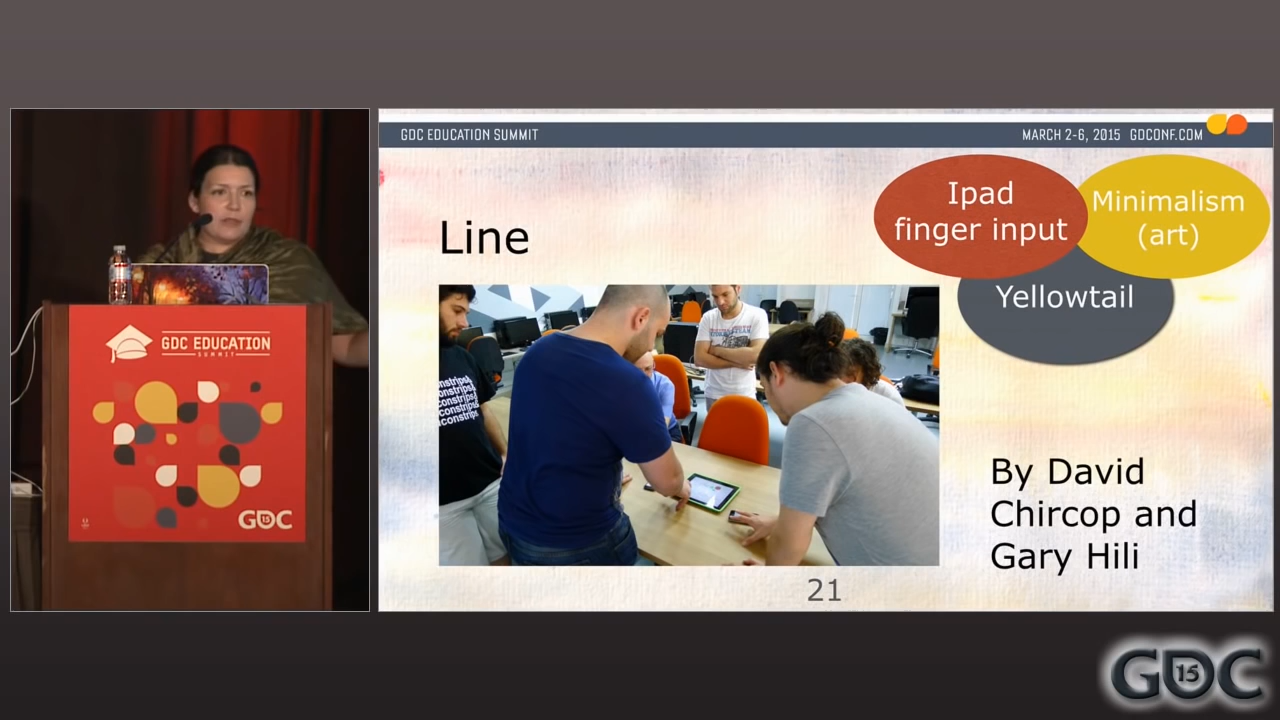 GDC EDUCATION SUMMIT
MARCH 2-6, 2015 GDCONF.COM
Ipad
finger input
Minimalism
(art)
Yellowtail
Line
By David
Chircop and
Gary Hili
21
GDC EDUCATION
SUMMIT
GDC
15
GDC
15